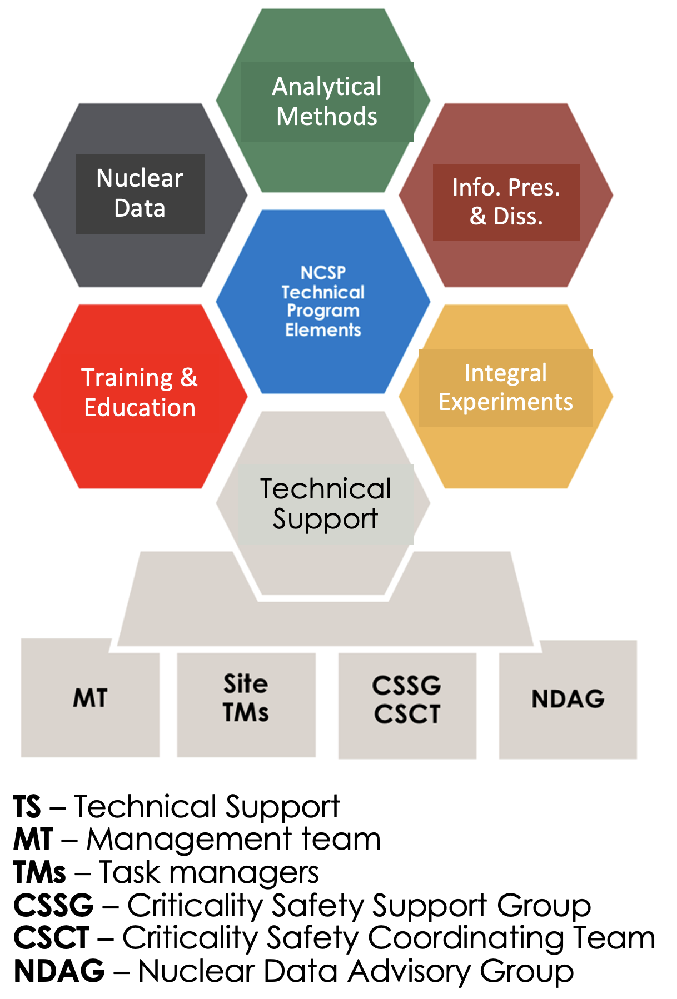 Analytical
Methods
Nuclear
Data
Info. Pres.
& Diss.
NCSP
Technical
Program
Elements
Training &
Education
Integral
Experiments
Technical
Support
MT
Site
TMs
CSSG
CSCT
NDAG
TS – Technical Support
MT – Management team
TMs – Task managers
CSSG – Criticality Safety Support Group
CSCT – Criticality Safety Coordinating Team
NDAG – Nuclear Data Advisory Group